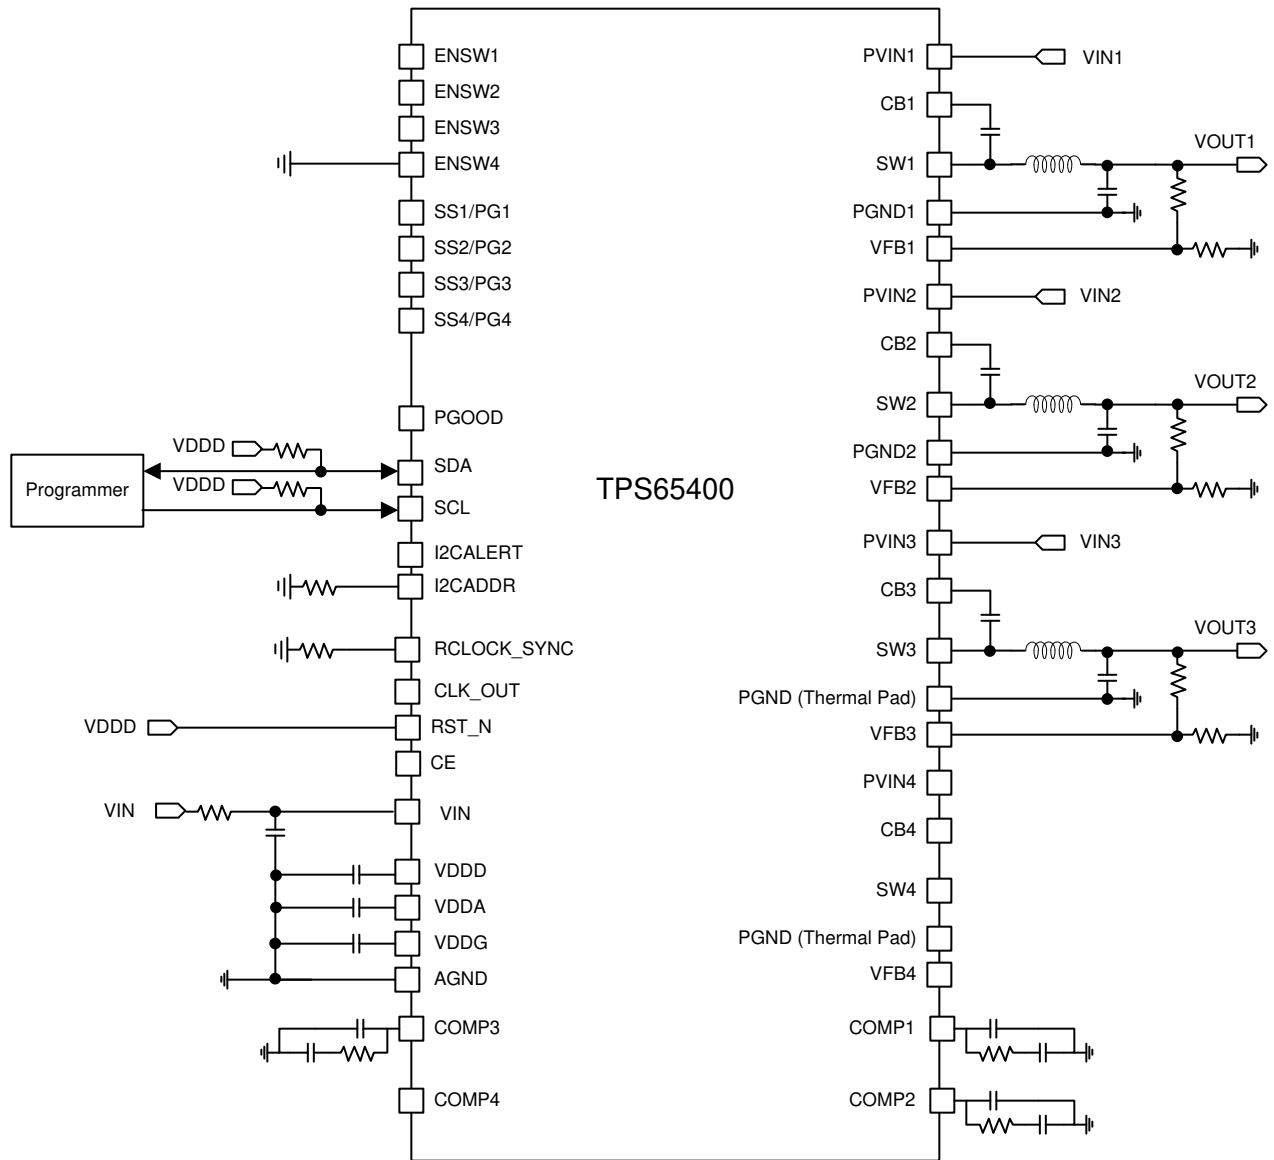 ENSW1
ENSW2
ENSW3
ENSW4
SS1/PG1
SS2/PG2
SS3/PG3
SS4/PG4
PGOOD
VDDD
SDA
Programmer
VDDD
SCL
I2CALERT
I2CADDR
RCLOCK_SYNC
CLK_OUT
VDDD
RST_N
CE
VIN
VIN
VDDD
VDDA
VDDG
AGND
COMP3
COMP4
TPS65400
PVIN1
VIN1
CB1
VOUT1
SW1
PGND1
VFB1
PVIN2
VIN2
CB2
VOUT2
SW2
PGND2
VFB2
PVIN3
VIN3
CB3
VOUT3
SW3
PGND (Thermal Pad)
VFB3
PVIN4
CB4
SW4
PGND (Thermal Pad)
VFB4
COMP1
COMP2